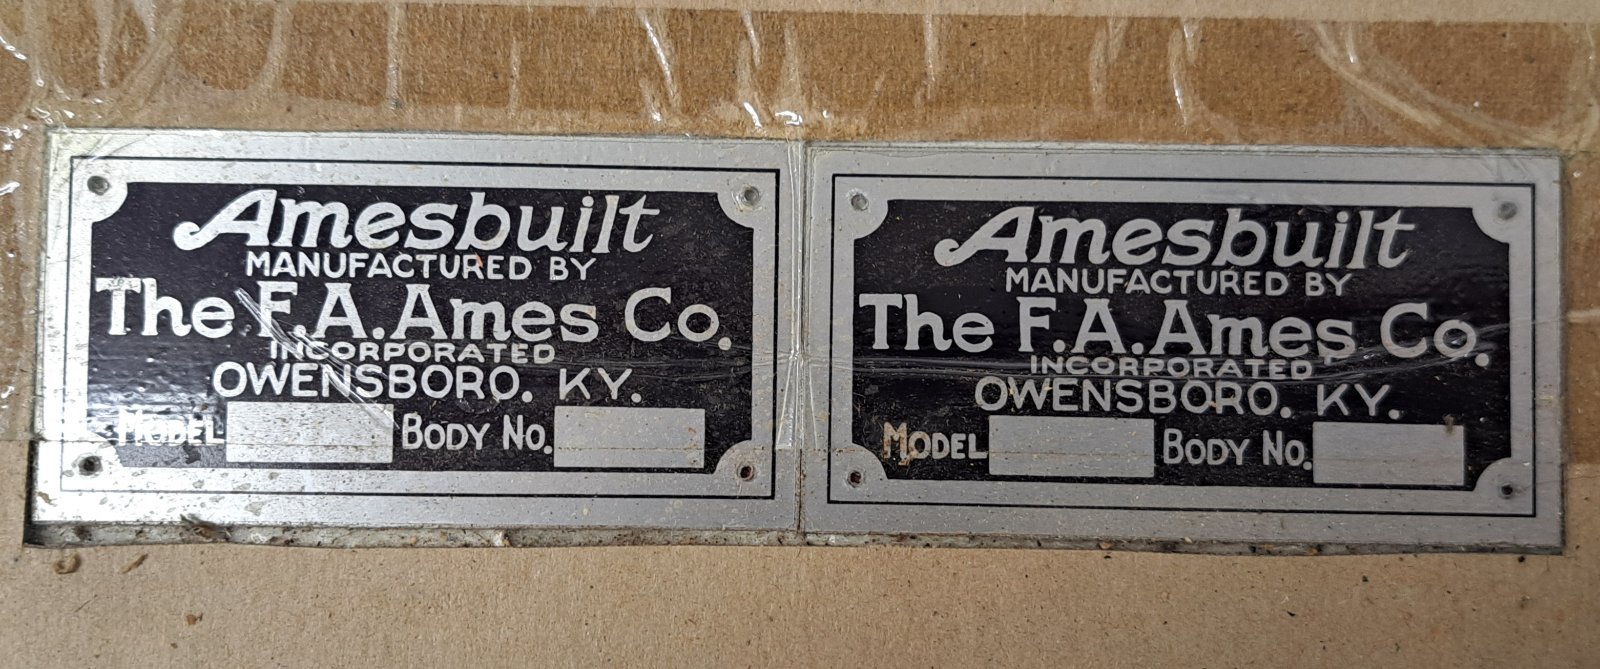 Amesbuilt
MANUFACTURED BY
The F.A. Ames Co.
INCORPORATED
OWENSBORO. KY.
MODEL BODY NO.
Amesbuilt
MANUFACTURED BY
The F.A. Ames Co.
INCORPORATED
OWENSBORO. KY.
MODEL BODY NO.